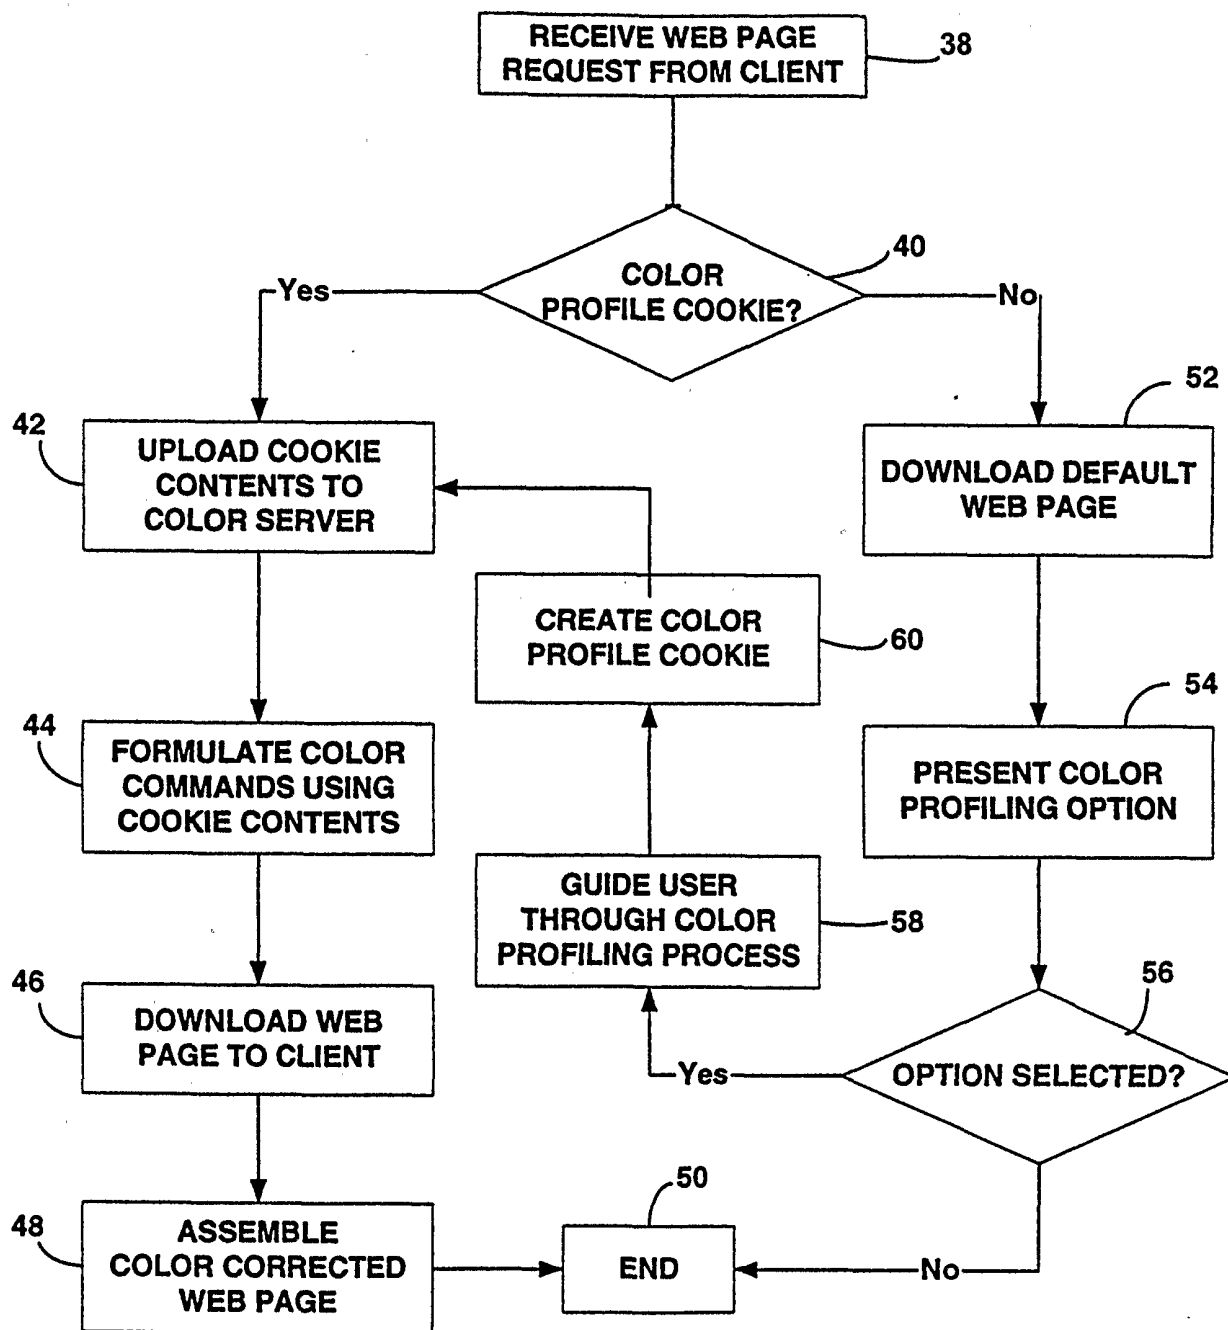 RECEIVE WEB PAGE
REQUEST FROM CLIENT
38
COLOR
PROFILE COOKIE?
40
Yes
No
42
UPLOAD COOKIE
CONTENTS TO
COLOR SERVER
52
DOWNLOAD DEFAULT
WEB PAGE
CREATE COLOR
PROFILE COOKIE
60
44
FORMULATE COLOR
COMMANDS USING
COOKIE CONTENTS
54
PRESENT COLOR
PROFILING OPTION
GUIDE USER
THROUGH COLOR
PROFILING PROCESS
58
46
DOWNLOAD WEB
PAGE TO CLIENT
56
OPTION SELECTED?
Yes
48
ASSEMBLE
COLOR CORRECTED
WEB PAGE
50
END
No